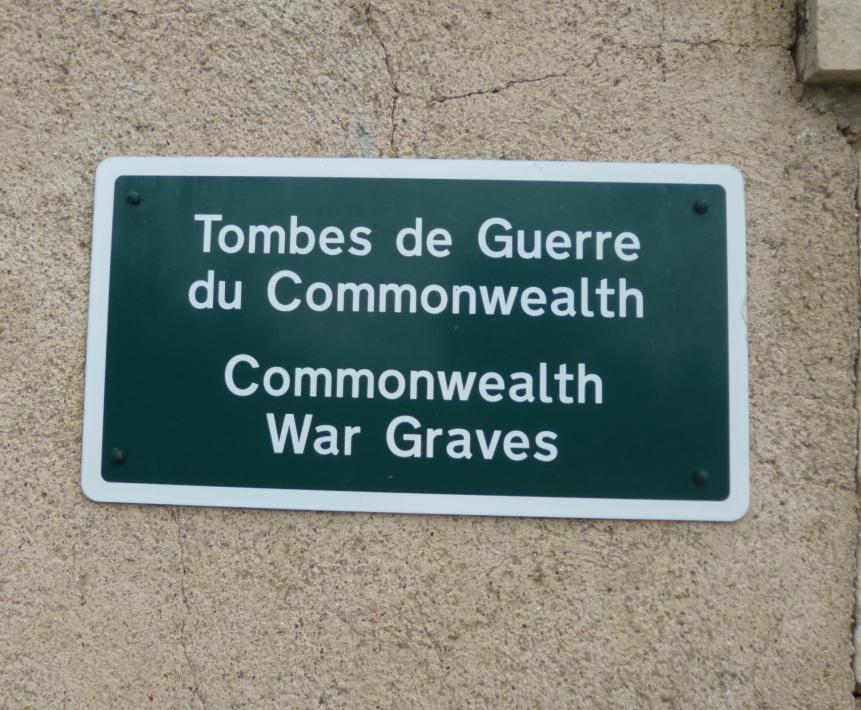 Tombes de Guerre
du Commonwealth
Commonwealth
War Graves